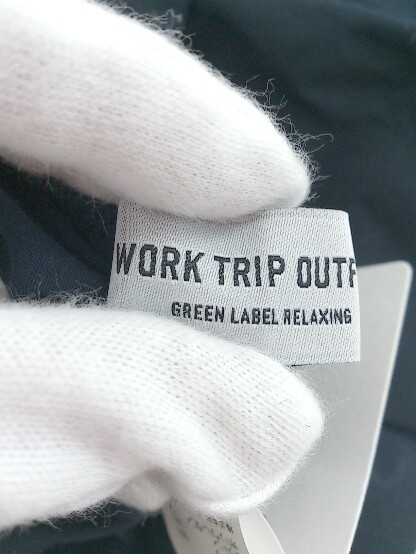 WORK TRIP OUTF
GREEN LABEL RELAXING